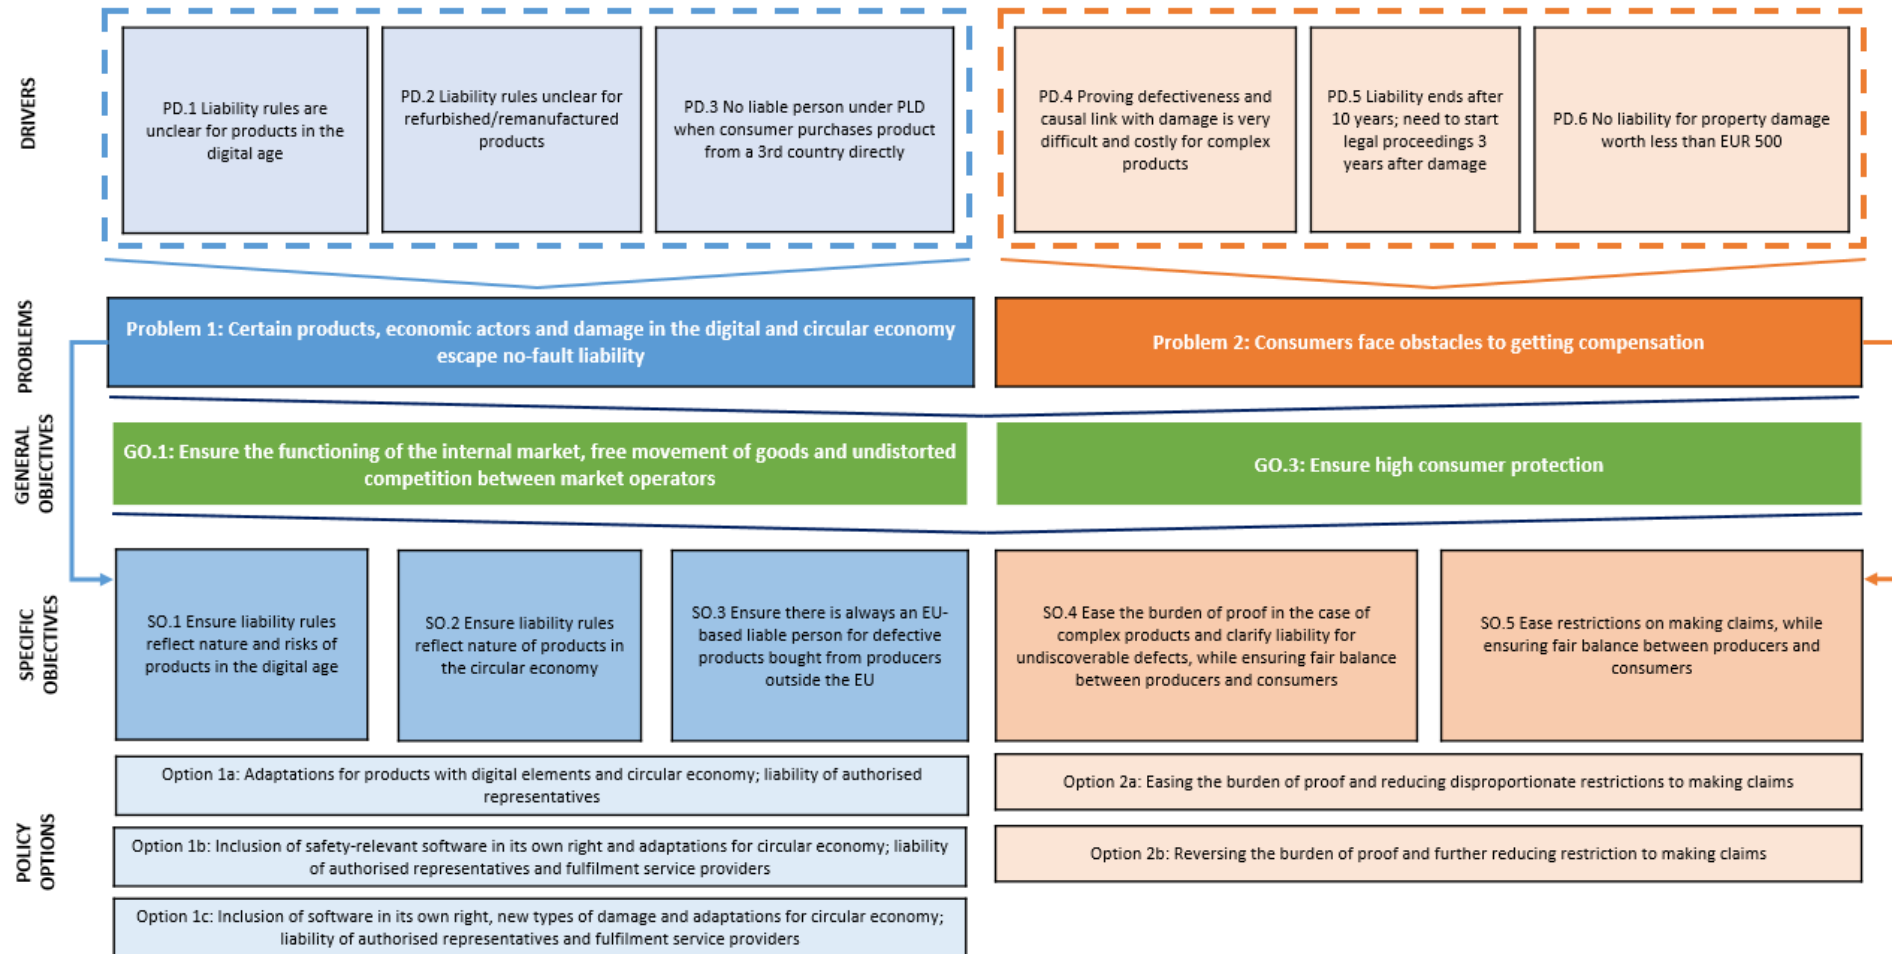 DRIVERS
PD.1 Liability rules are
unclear for products in the
digital age
PD.2 Liability rules unclear for
refurbished/remanufactured
products
PD.3 No liable person under PLD
when consumer purchases product
from a 3rd country directly
PD.4 Proving defectiveness and
causal link with damage is very
difficult and costly for complex
products
PD.5 Liability ends after
10 years; need to start
legal proceedings 3
years after damage
PD.6 No liability for property damage
worth less than EUR 500
PROBLEMS
Problem 1: Certain products, economic actors and damage in the digital and circular economy
escape no-fault liability
Problem 2: Consumers face obstacles to getting compensation
GENERAL
OBJECTIVES
GO.1: Ensure the functioning of the internal market, free movement of goods and undistorted
competition between market operators
GO.3: Ensure high consumer protection
SPECIFIC
OBJECTIVES
SO.1 Ensure liability rules
reflect nature and risks of
products in the digital age
SO.2 Ensure liability rules
reflect nature of products in
the circular economy
SO.3 Ensure there is always an EU-
based liable person for defective
products bought from producers
outside the EU
SO.4 Ease the burden of proof in the case of
complex products and clarify liability for
undiscoverable defects, while ensuring fair balance
between producers and consumers
SO.5 Ease restrictions on making claims, while
ensuring fair balance between producers and
consumers
POLICY
OPTIONS
Option 1a: Adaptations for products with digital elements and circular economy; liability of authorised
representatives
Option 1b: Inclusion of safety-relevant software in its own right and adaptations for circular economy; liability
of authorised representatives and fulfilment service providers
Option 1c: Inclusion of software in its own right, new types of damage and adaptations for circular economy;
liability of authorised representatives and fulfilment service providers
Option 2a: Easing the burden of proof and reducing disproportionate restrictions to making claims
Option 2b: Reversing the burden of proof and further reducing restriction to making claims